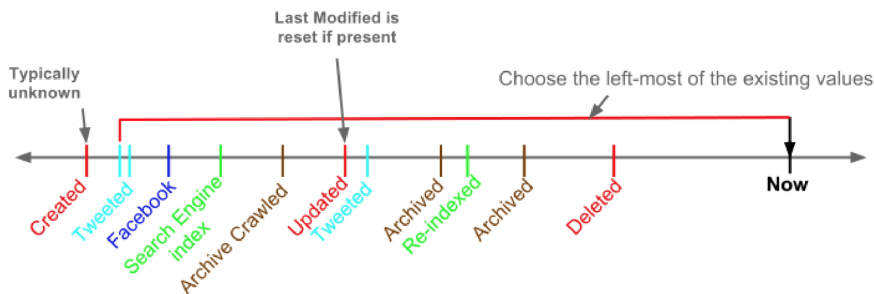 Last Modified is
reset if present
Typically
unknown
Choose the left-most of the existing values
Created
Tweeted
Facebook
Search Engine
index
Archive Crawled
Updated
Tweeted
Archived
Re-indexed
Archived
Deleted
Now